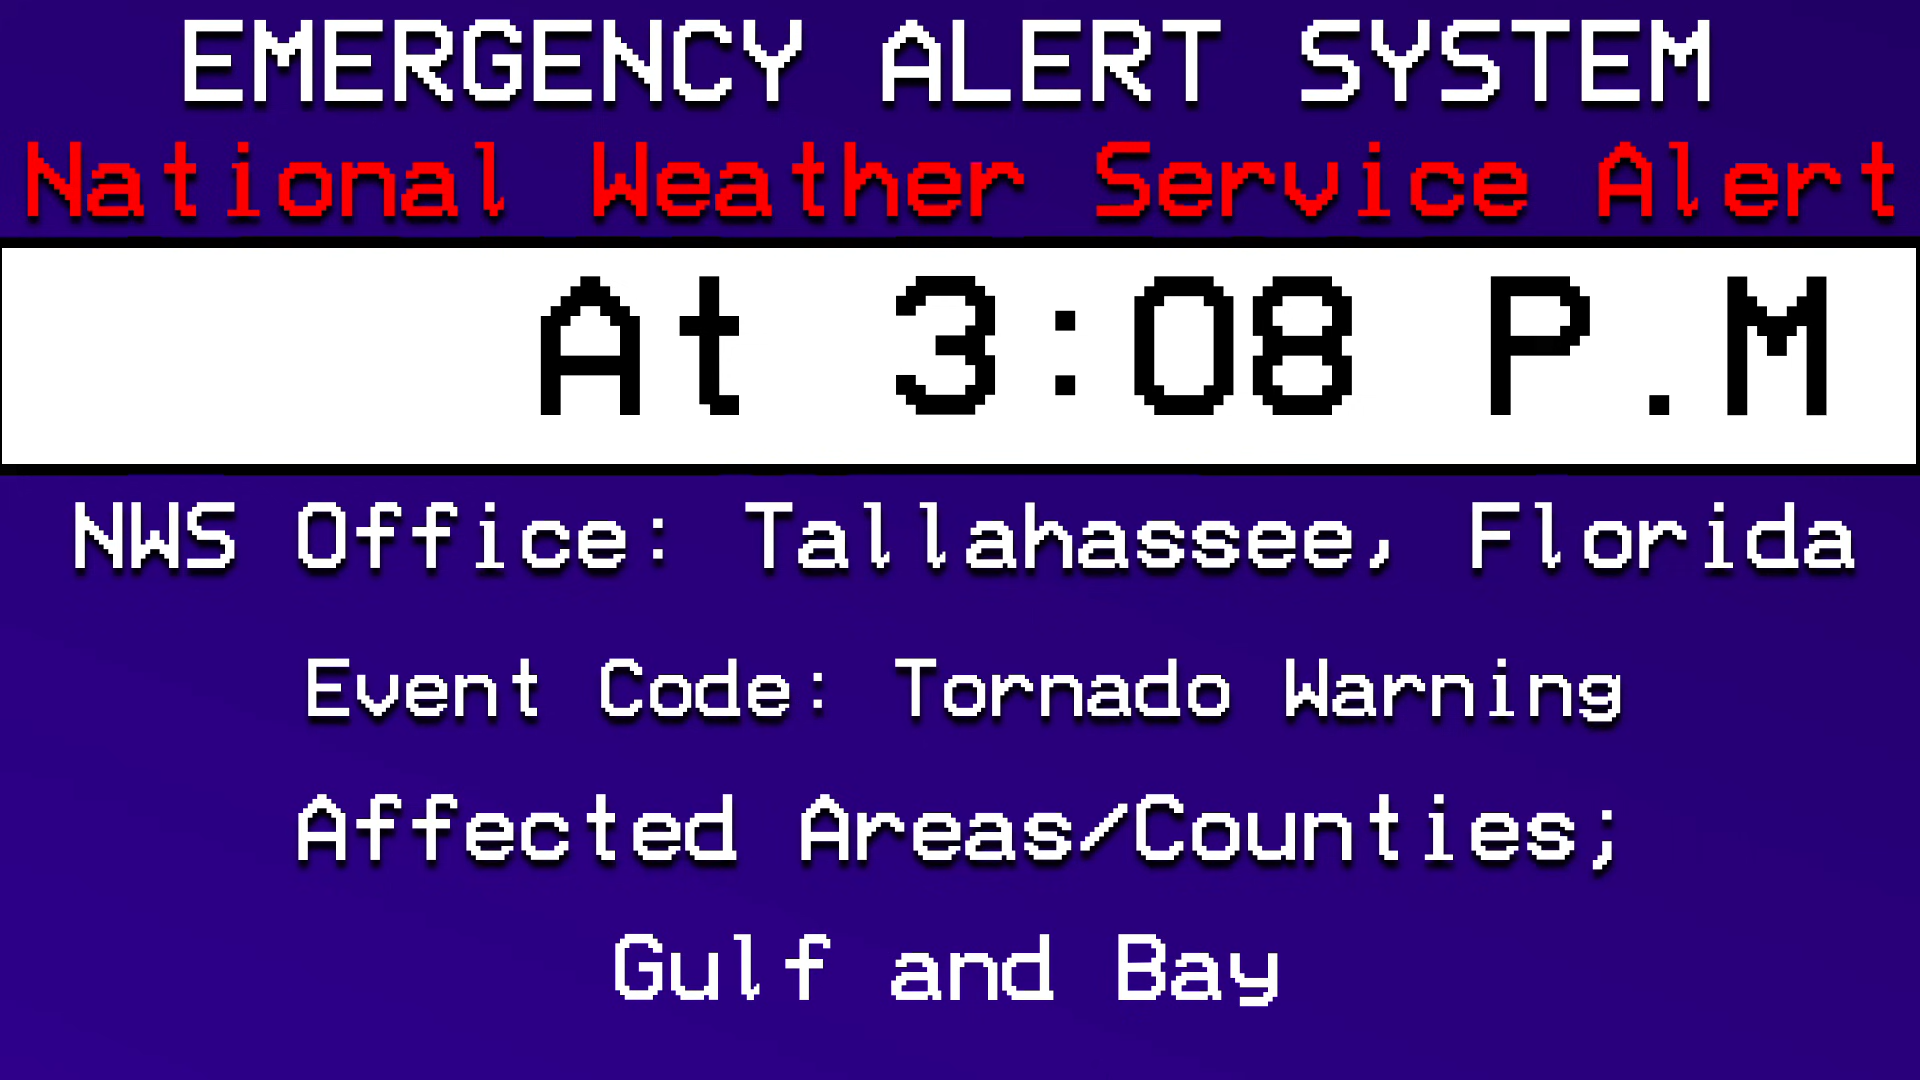 EMERGENCY ALERT SYSTEM
National Weather Service Alert
At 3:08 P.M
NWS Office: Tallahassee, Florida
Event Code: Tornado Warning
Affected Areas/Counties;
Gulf and Bay